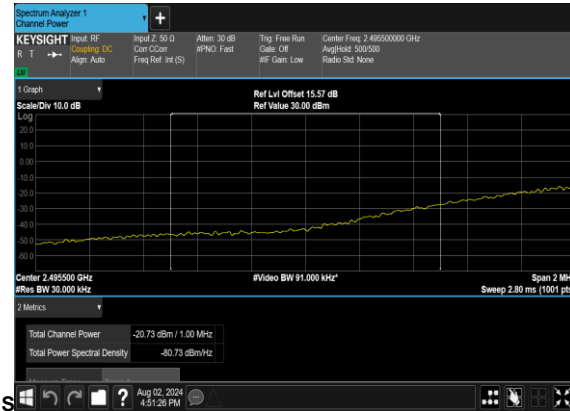 Spectrum Analyzer 1
Channel Power
KEYSIGHT
R T
LV
Input: RF
Coupling: DC
Align: Auto
Input Z: 50 Ω
Corr CCorr
Freq Ref: Int (S)
Atten: 30 dB
#PNO: Fast
Trig: Free Run
Gate: Off
#IF Gain: Low
Center Freq: 2.495500000 GHz
Avg|Hold: 500/500
Radio Std: None
1 Graph
Scale/Div 10.0 dB
Ref Lvl Offset 15.57 dB
Ref Value 30.00 dBm
Log
20.0
10.0
0.00
-10.0
-20.0
-30.0
-40.0
-50.0
-60.0
Center 2.495500 GHz
#Res BW 30.000 kHz
#Video BW 91.000 kHz*
Span 2 MH
Sweep 2.80 ms (1001 pts
2 Metrics
Total Channel Power -20.73 dBm / 1.00 MHz
Total Power Spectral Density -80.73 dBm/Hz
S
?
Aug 02, 2024
4:51:26 PM